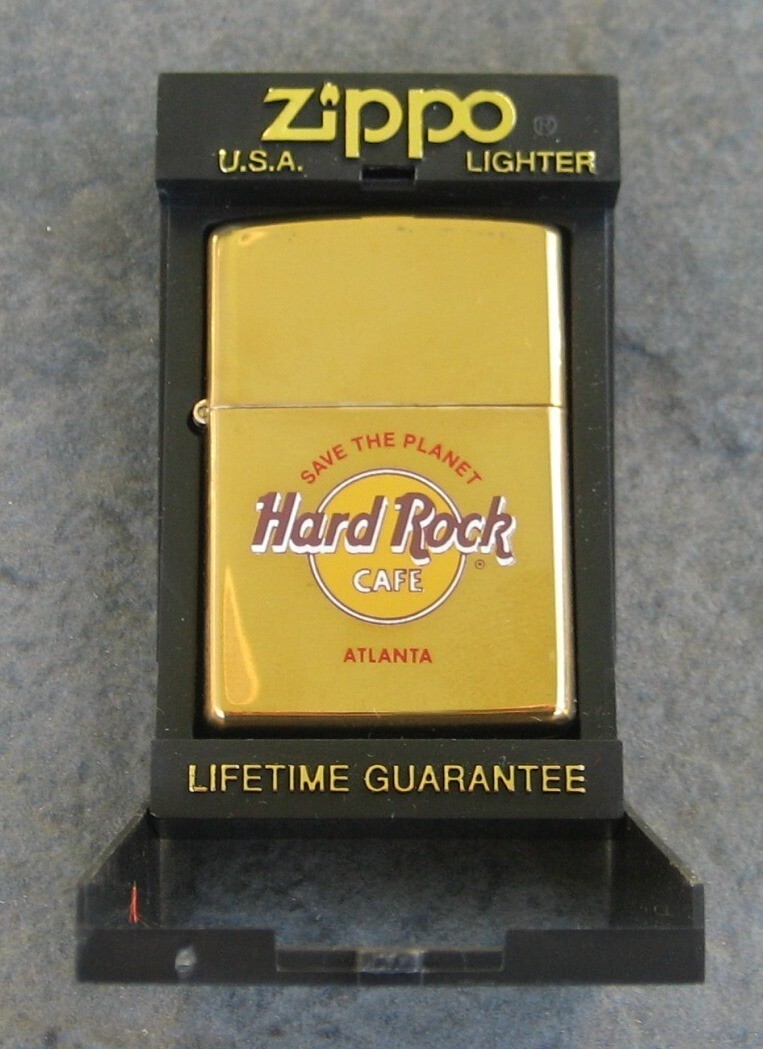 Zippo ®
U.S.A. LIGHTER
SAVE THE PLANET
Hard Rock
CAFE ®
ATLANTA
LIFETIME GUARANTEE